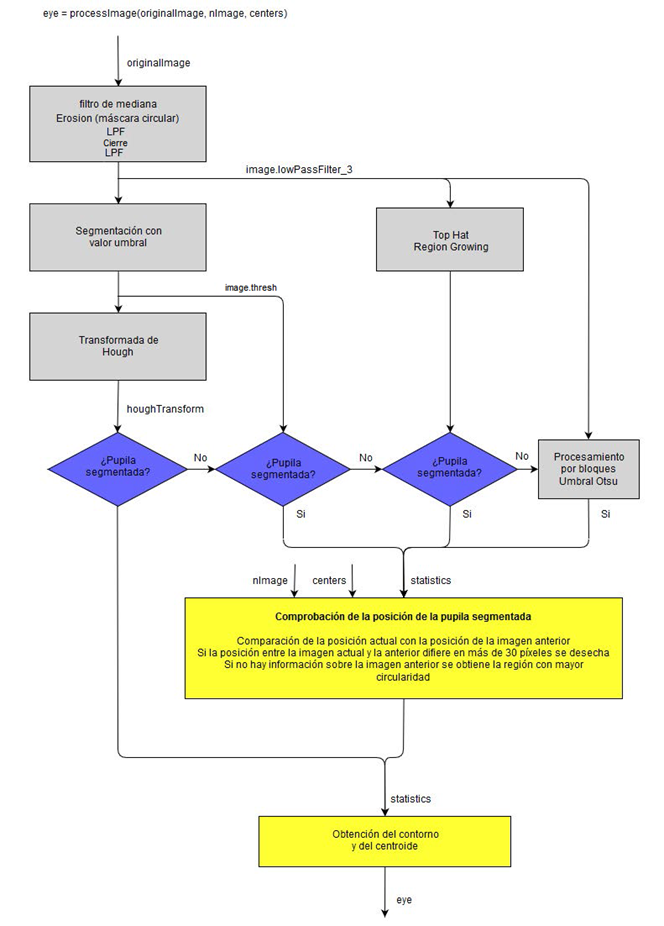 eye = processImage(originalImage, nImage, centers)
originalImage
filtro de mediana
Erosion (máscara circular)
LPF
Cierre
LPF
image.lowPassFilter_3
Segmentación con
valor umbral
Top Hat
Region Growing
image.thresh
Transformada de
Hough
houghTransform
¿Pupila
segmentada?
No
¿Pupila
segmentada?
No
¿Pupila
segmentada?
No
Procesamiento
por bloques
Umbral Otsu
Si
Si
Si
nImage
centers
statistics
Comprobación de la posición de la pupila segmentada
Comparación de la posición actual con la posición de la imagen anterior
Si la posición entre la imagen actual y la anterior difiere en más de 30 píxeles se desecha
Si no hay información sobre la imagen anterior se obtiene la región con mayor
circularidad
statistics
Obtención del contorno
y del centroide
eye